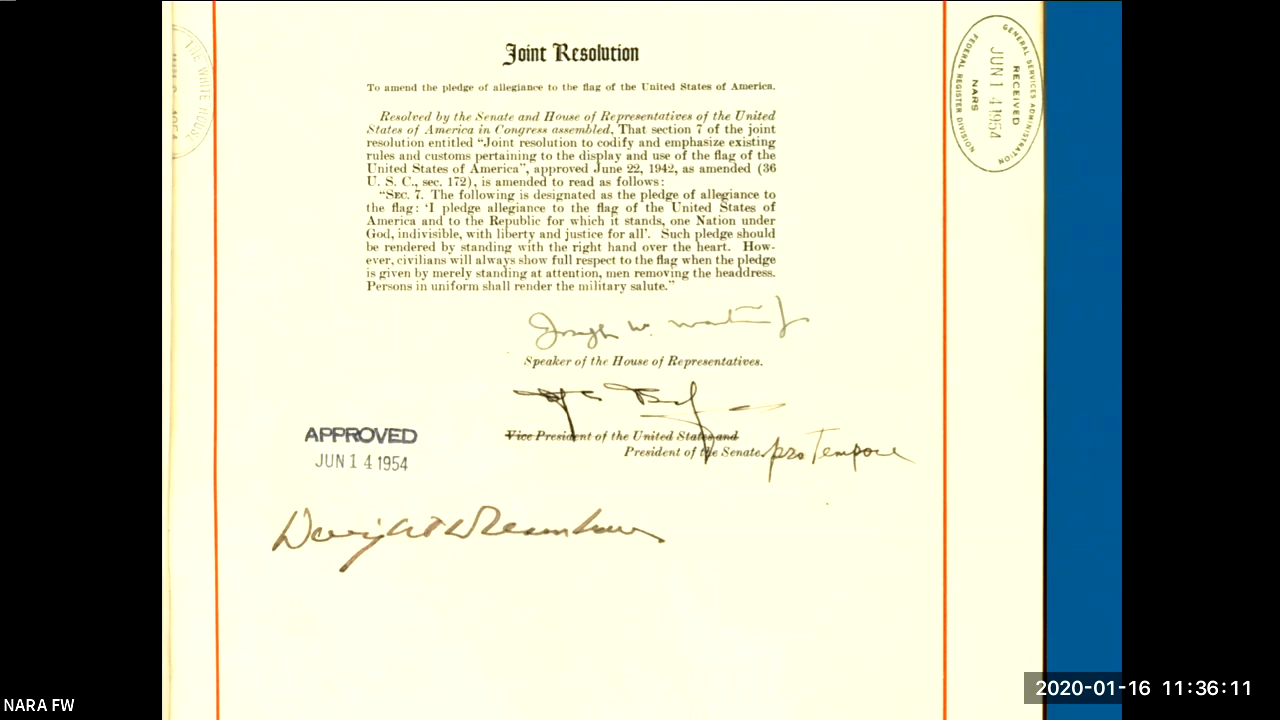 Joint Resolution
To amend the pledge of allegiance to the flag of the United States of America.
Resolved by the Senate and House of Representatives of the United
States of America in Congress assembled, That section 7 of the joint
resolution entitled “Joint resolution to codify and emphasize existing
rules and customs pertaining to the display and use of the flag of the
United States of America”, approved June 22, 1942, as amended (36
U. S. C., sec. 172), is amended to read as follows:
“SEC. 7. The following is designated as the pledge of allegiance to
the flag: ‘I pledge allegiance to the flag of the United States of
America and to the Republic for which it stands, one Nation under
God, indivisible, with liberty and justice for all’. Such pledge should
be rendered by standing with the right hand over the heart. How-
ever, civilians will always show full respect to the flag when the pledge
is given by merely standing at attention, men removing the headdress.
Persons in uniform shall render the military salute.”
Joseph W. Martin Jr
Speaker of the House of Representatives.
Vice President of the United States and
President of the Senate pro Tempore
APPROVED
JUN 14 1954
Dwight D Eisenhower
THE WHITE HOUSE
GENERAL SERVICES ADMINISTRATION
RECEIVED
JUN 14 1954
NARS
FEDERAL REGISTER DIVISION
NARA FW
2020-01-16 11:36:11